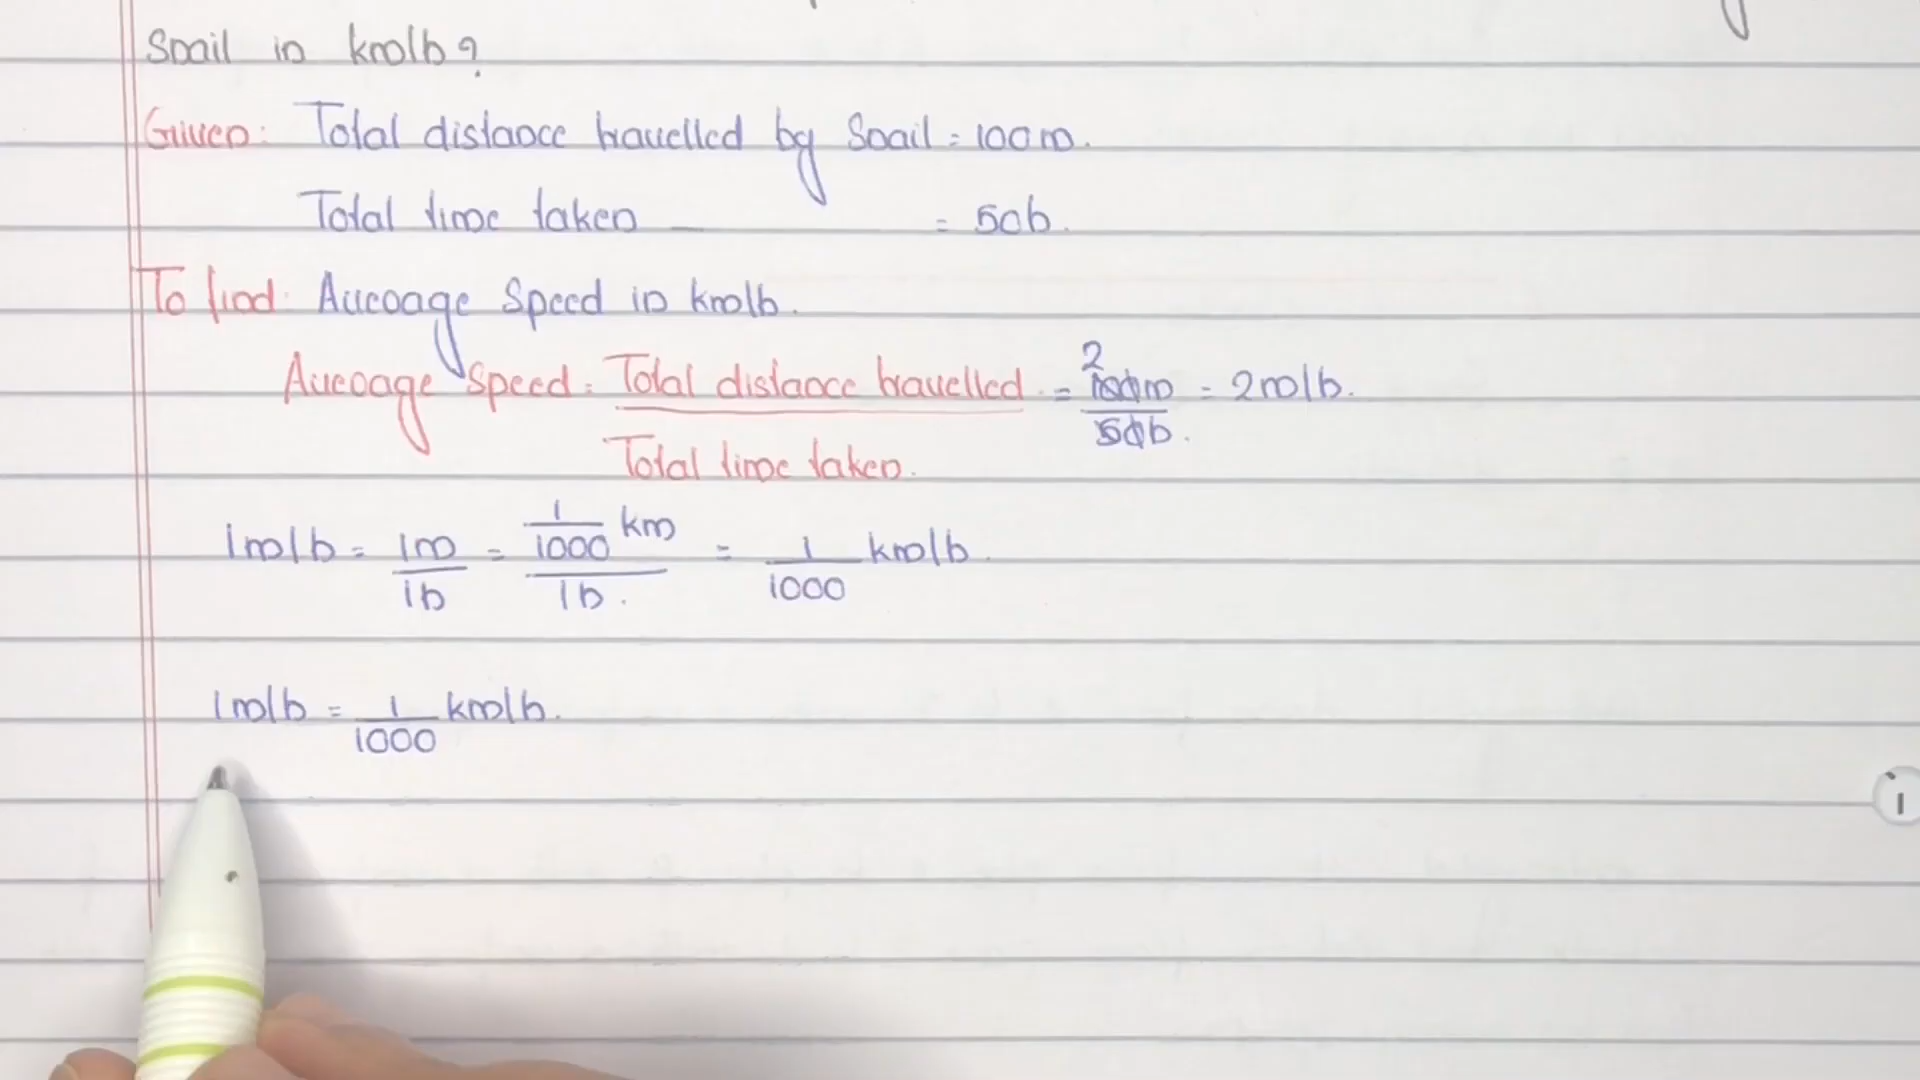 Snail in km/h?
Given: Total distance travelled by Snail = 100m.
Total time taken = 50h.
To find: Average Speed in km/h.
Average Speed = Total distance travelled / Total time taken. = 2 100m / 50h. = 2m/h.
1m/h = 1m / 1h = 1/1000 km / 1h. = 1/1000 km/h.
1m/h = 1/1000 km/h.